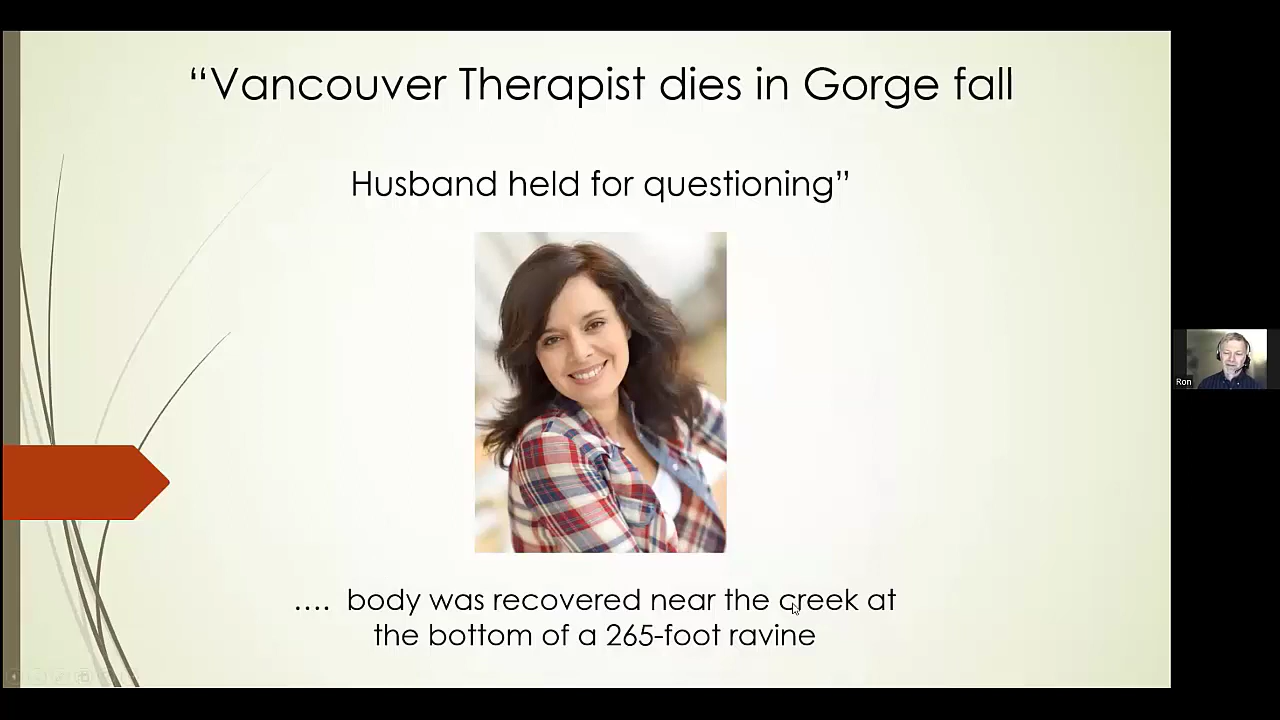 “Vancouver Therapist dies in Gorge fall
Husband held for questioning”
.... body was recovered near the creek at
the bottom of a 265-foot ravine
Ron